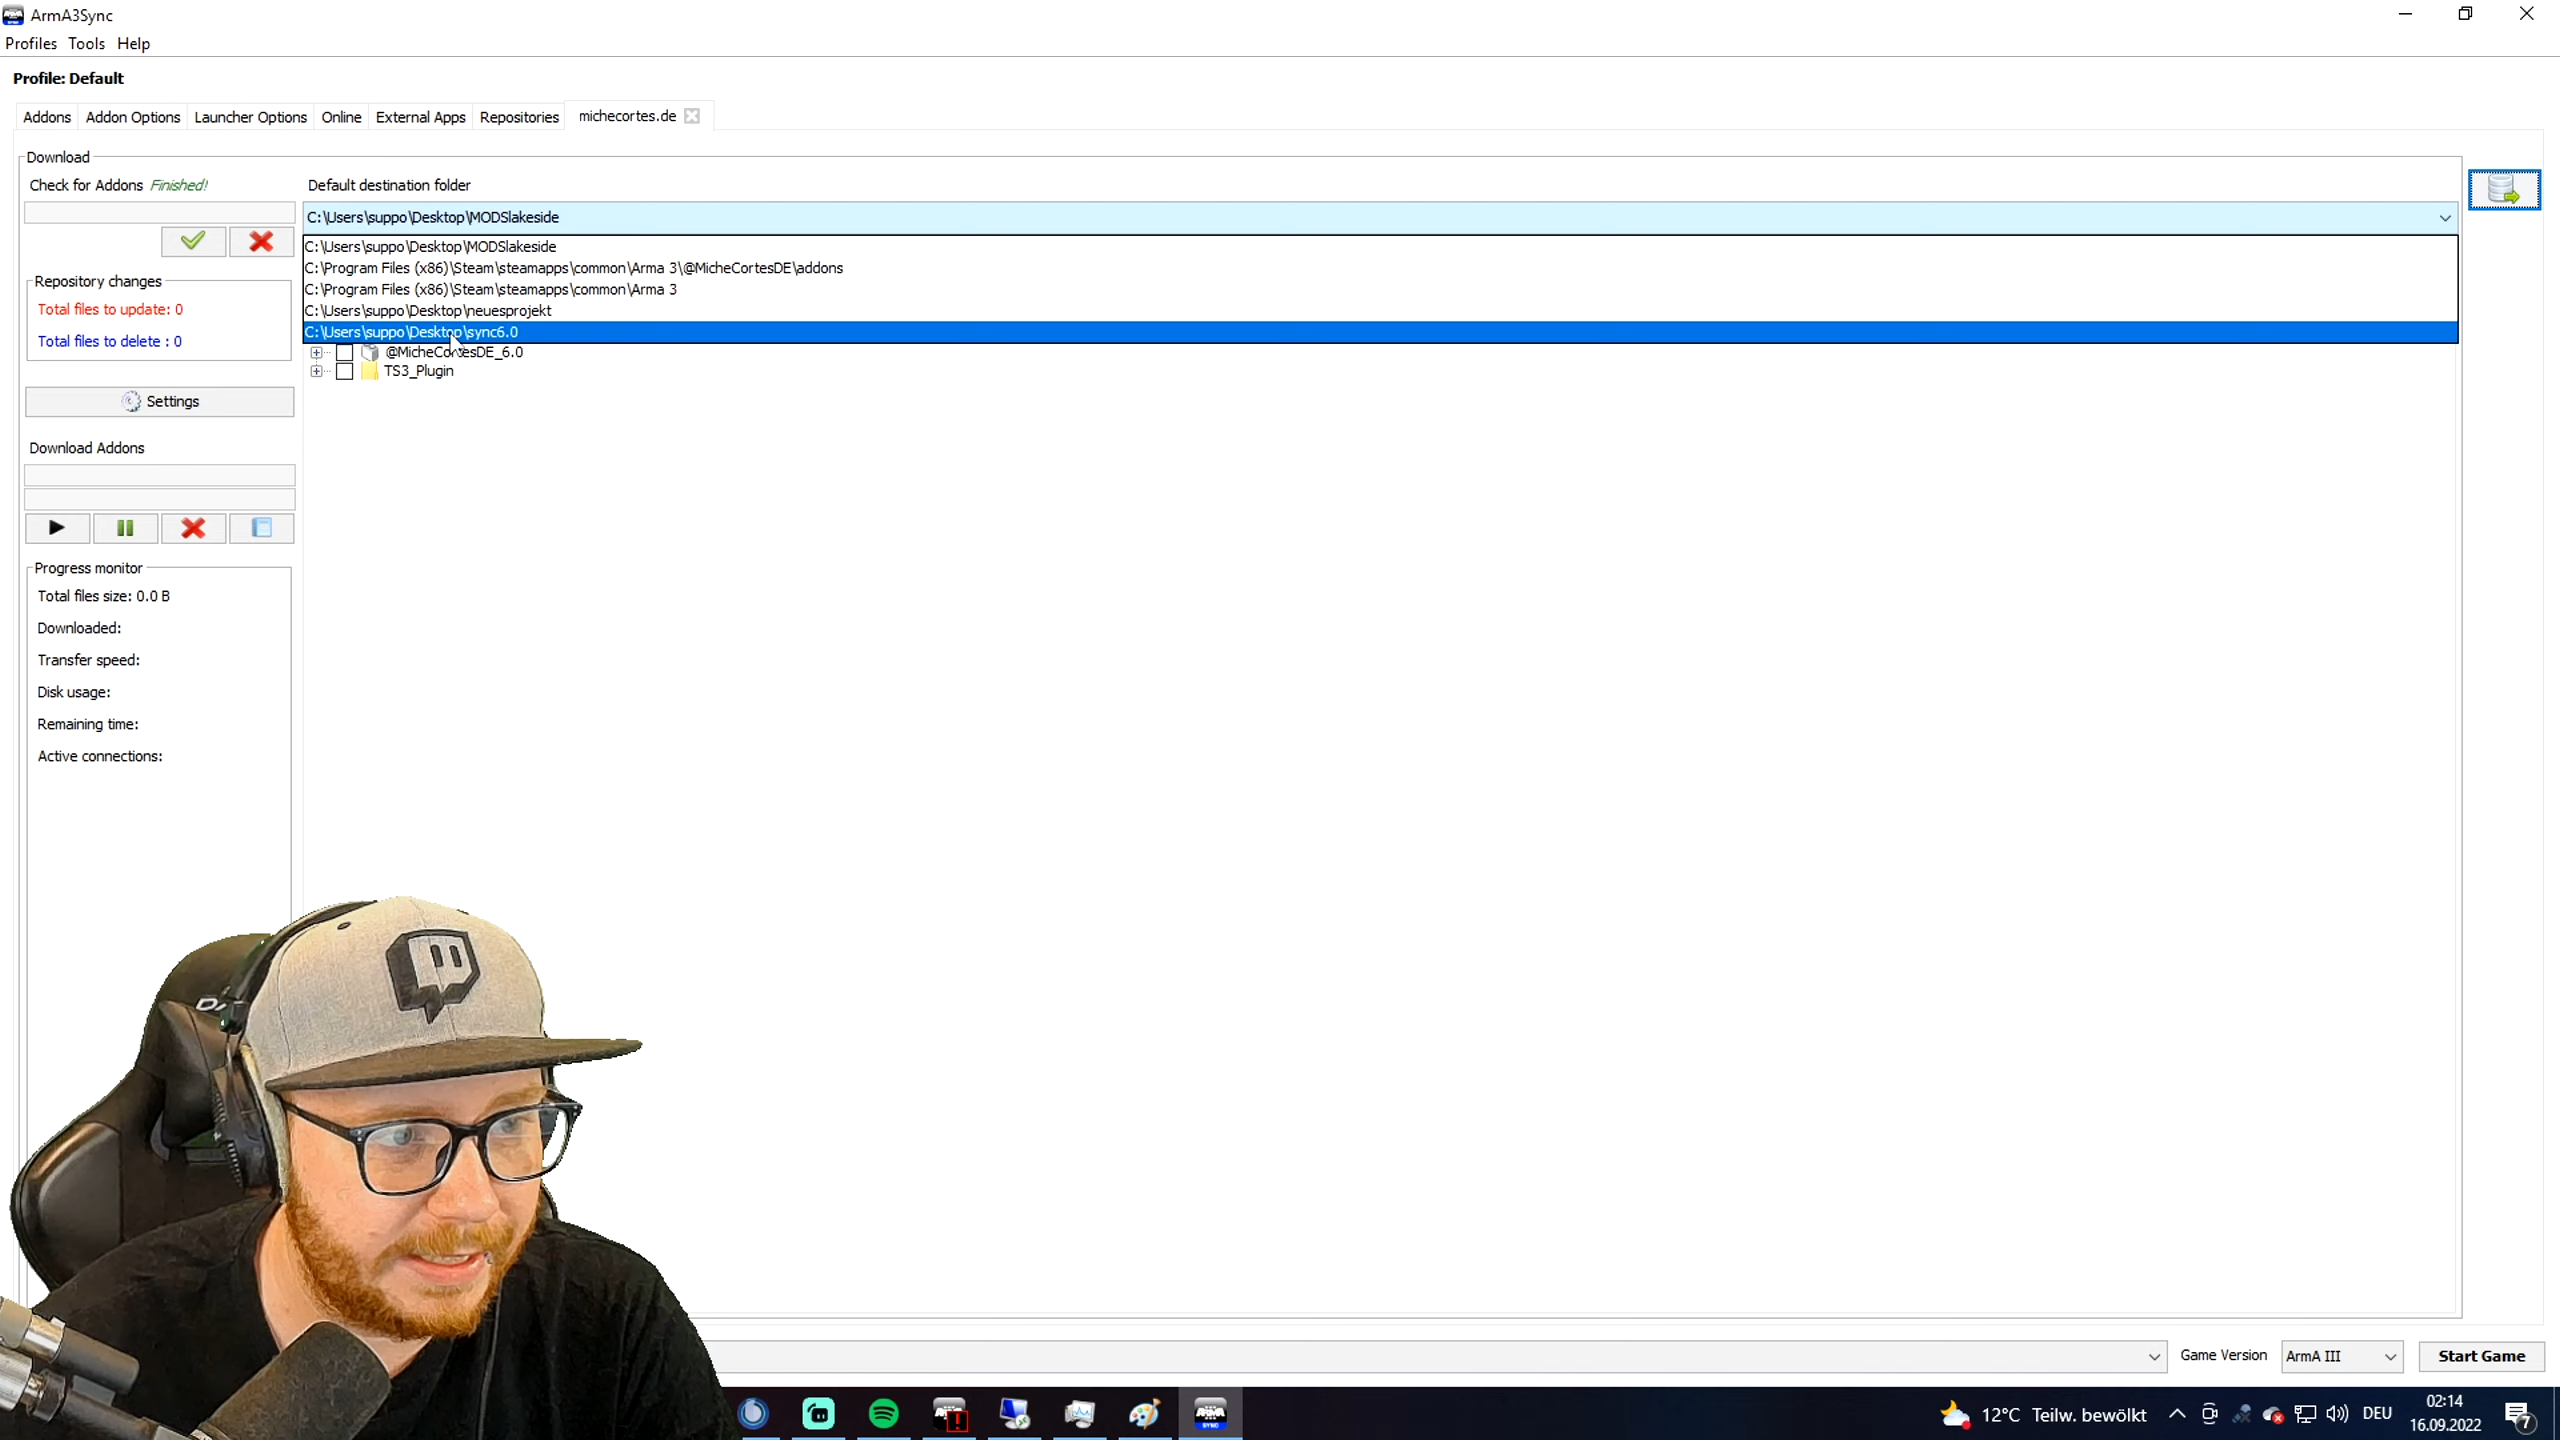 ArmA3Sync
Profiles Tools Help
Profile: Default
Addons Addon Options Launcher Options Online External Apps Repositories michecortes.de
Download
Check for Addons Finished!
Default destination folder
C:\Users\suppo\Desktop\MODSlakeside
C:\Users\suppo\Desktop\MODSlakeside
C:\Program Files (x86)\Steam\steamapps\common\Arma 3\@MicheCortesDE\addons
C:\Program Files (x86)\Steam\steamapps\common\Arma 3
C:\Users\suppo\Desktop\neuesprojekt
C:\Users\suppo\Desktop\sync6.0
@MicheCortesDE_6.0
TS3_Plugin
Repository changes
Total files to update: 0
Total files to delete : 0
Settings
Download Addons
Progress monitor
Total files size: 0.0 B
Downloaded:
Transfer speed:
Disk usage:
Remaining time:
Active connections:
Game Version ArmA III Start Game
12°C Teilw. bewölkt DEU
02:14
16.09.2022
7